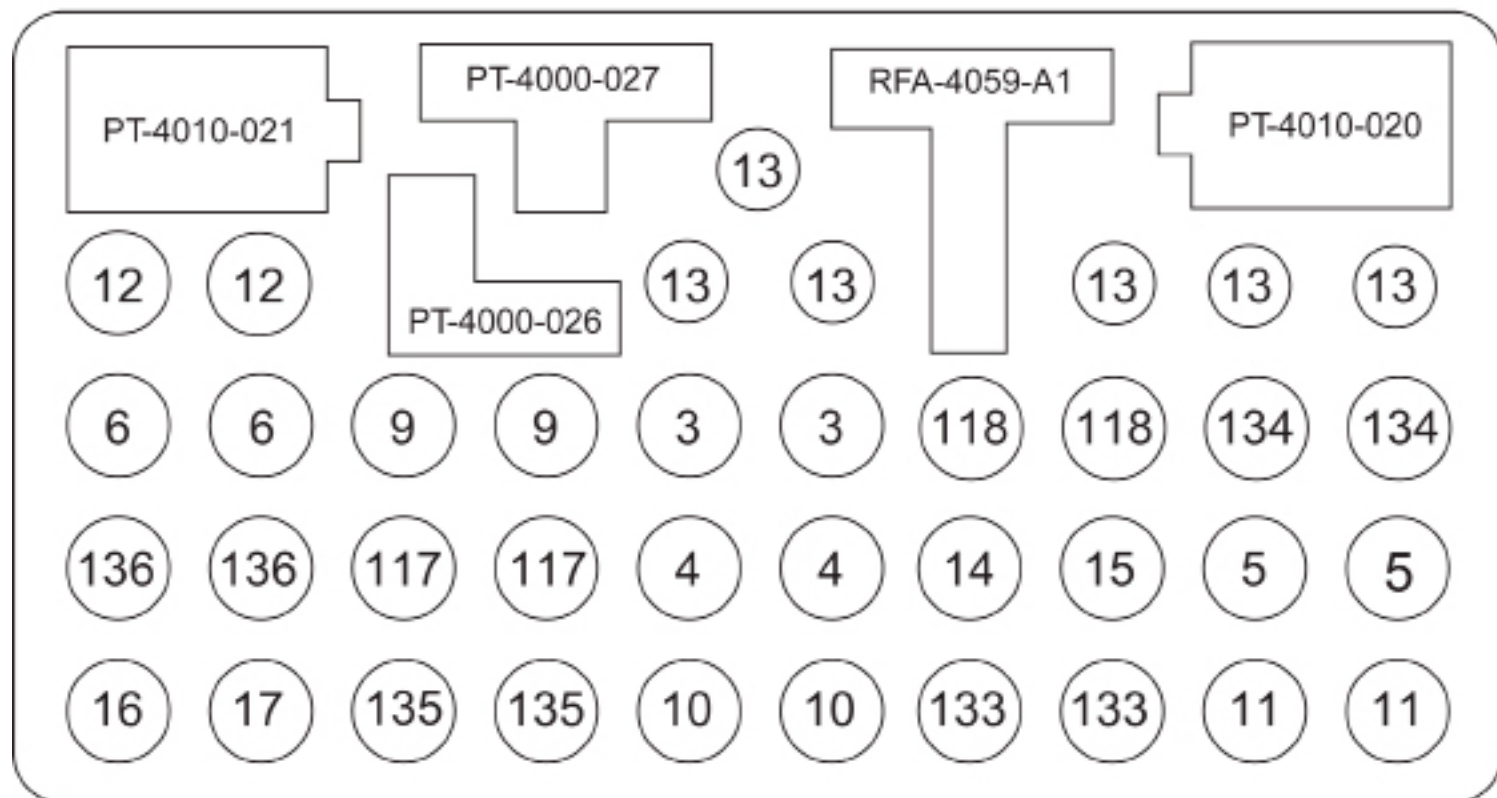 PT-4010-021
PT-4000-027
RFA-4059-A1
PT-4010-020
13
12 12 PT-4000-026 13 13 13 13 13
6 6 9 9 3 3 118 118 134 134
136 136 117 117 4 4 14 15 5 5
16 17 135 135 10 10 133 133 11 11